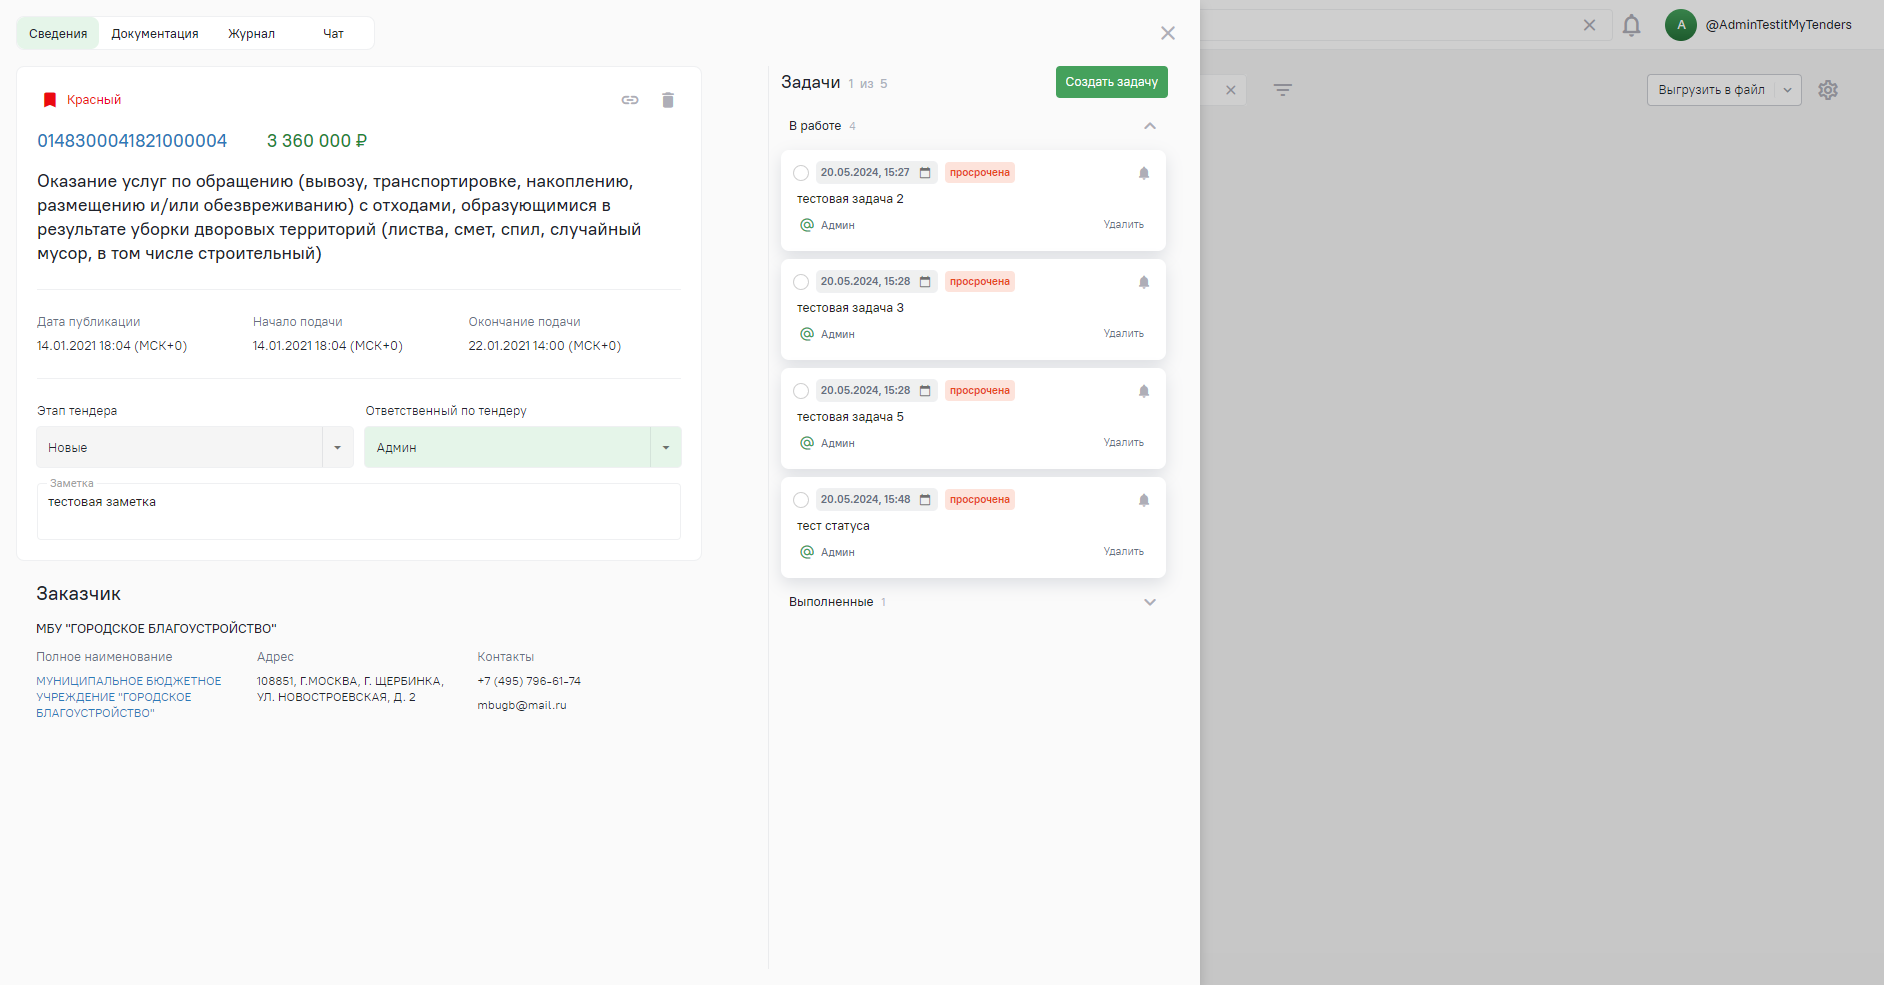 Сведения Документация Журнал Чат
Красный
0148300041821000004 3 360 000 ₽
Оказание услуг по обращению (вывозу, транспортировке, накоплению,
размещению и/или обезвреживанию) с отходами, образующимися в
результате уборки дворовых территорий (листва, смет, спил, случайный
мусор, в том числе строительный)
Дата публикации Начало подачи Окончание подачи
14.01.2021 18:04 (МСК+0) 14.01.2021 18:04 (МСК+0) 22.01.2021 14:00 (МСК+0)
Этап тендера Ответственный по тендеру
Новые Админ
Заметка
тестовая заметка
Заказчик
МБУ "ГОРОДСКОЕ БЛАГОУСТРОЙСТВО"
Полное наименование Адрес Контакты
МУНИЦИПАЛЬНОЕ БЮДЖЕТНОЕ 108851, Г.МОСКВА, Г. ЩЕРБИНКА, +7 (495) 796-61-74
УЧРЕЖДЕНИЕ "ГОРОДСКОЕ УЛ. НОВОСТРОЕВСКАЯ, Д. 2
БЛАГОУСТРОЙСТВО" mbugb@mail.ru
Задачи 1 из 5 Создать задачу
В работе 4
20.05.2024, 15:27 просрочена
тестовая задача 2
Админ Удалить
20.05.2024, 15:28 просрочена
тестовая задача 3
Админ Удалить
20.05.2024, 15:28 просрочена
тестовая задача 5
Админ Удалить
20.05.2024, 15:48 просрочена
тест статуса
Админ Удалить
Выполненные 1
A @AdminTestitMyTenders
Выгрузить в файл